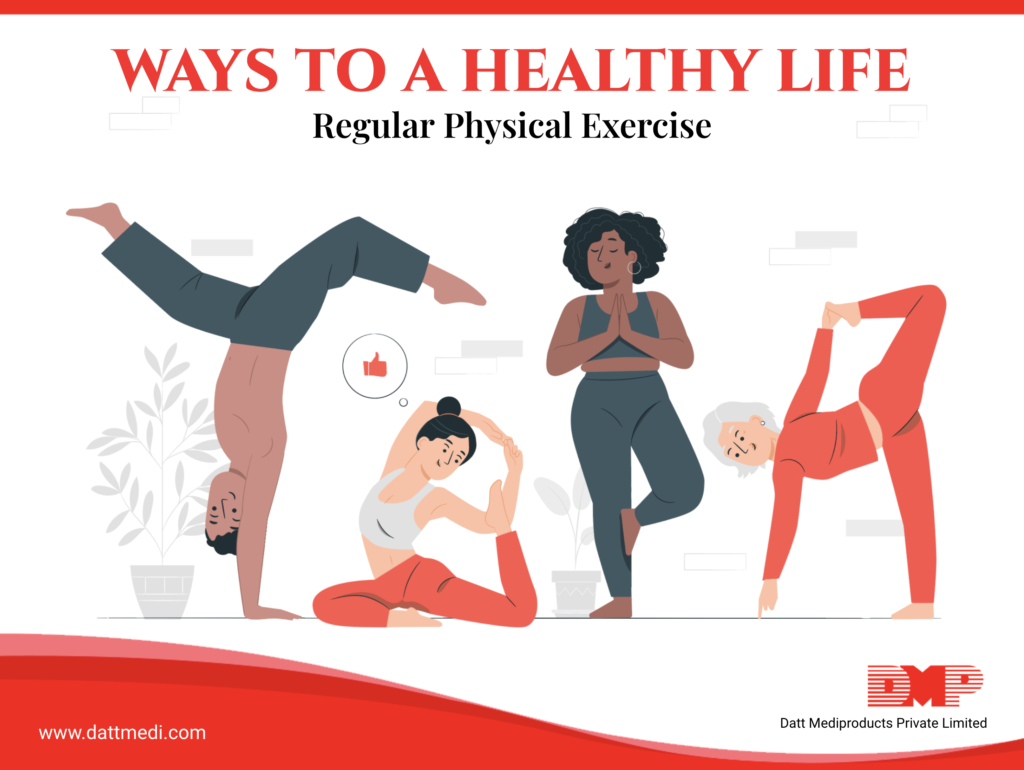 WAYS TO A HEALTHY LIFE
Regular Physical Exercise
DMP
www.dattmedi.com
Datt Mediproducts Private Limited